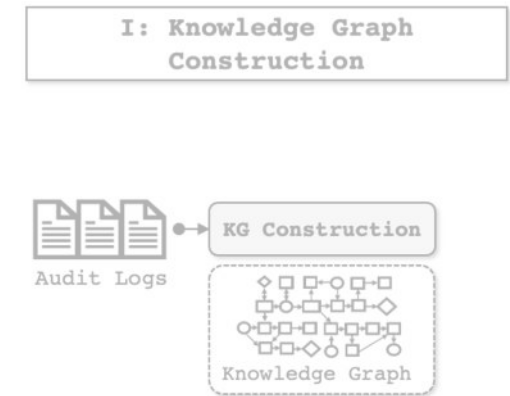 I: Knowledge Graph
Construction
KG Construction
Audit Logs
Knowledge Graph